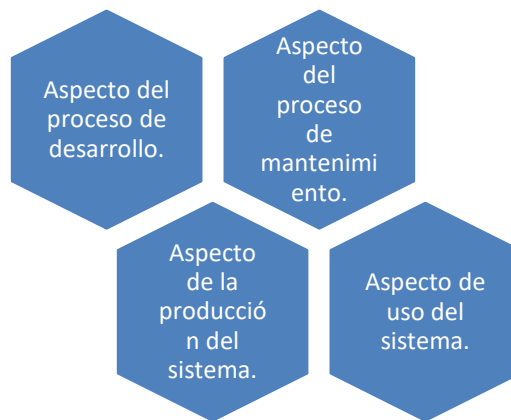 Aspecto del
proceso de
desarrollo.
Aspecto
del
proceso
de
mantenimi
ento.
Aspecto
de la
producció
n del
sistema.
Aspecto de
uso del
sistema.